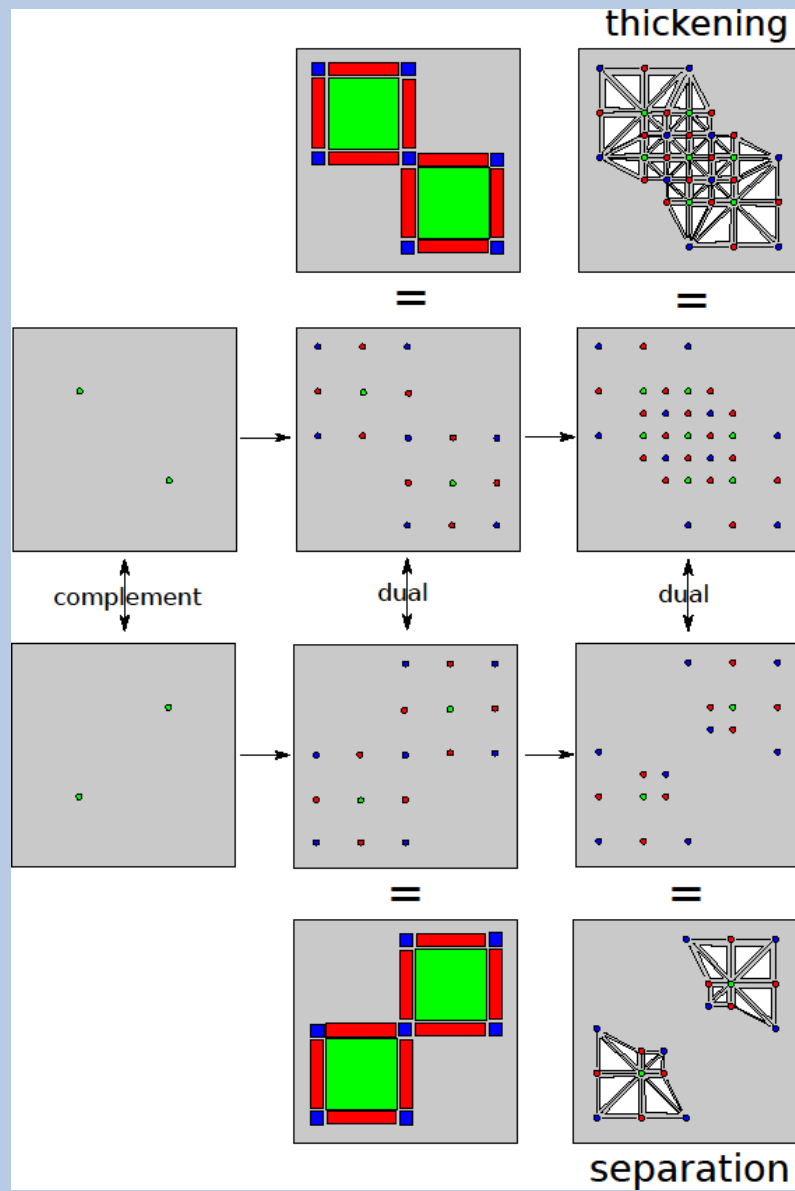 thickening
= =
complement dual dual
= =
separation